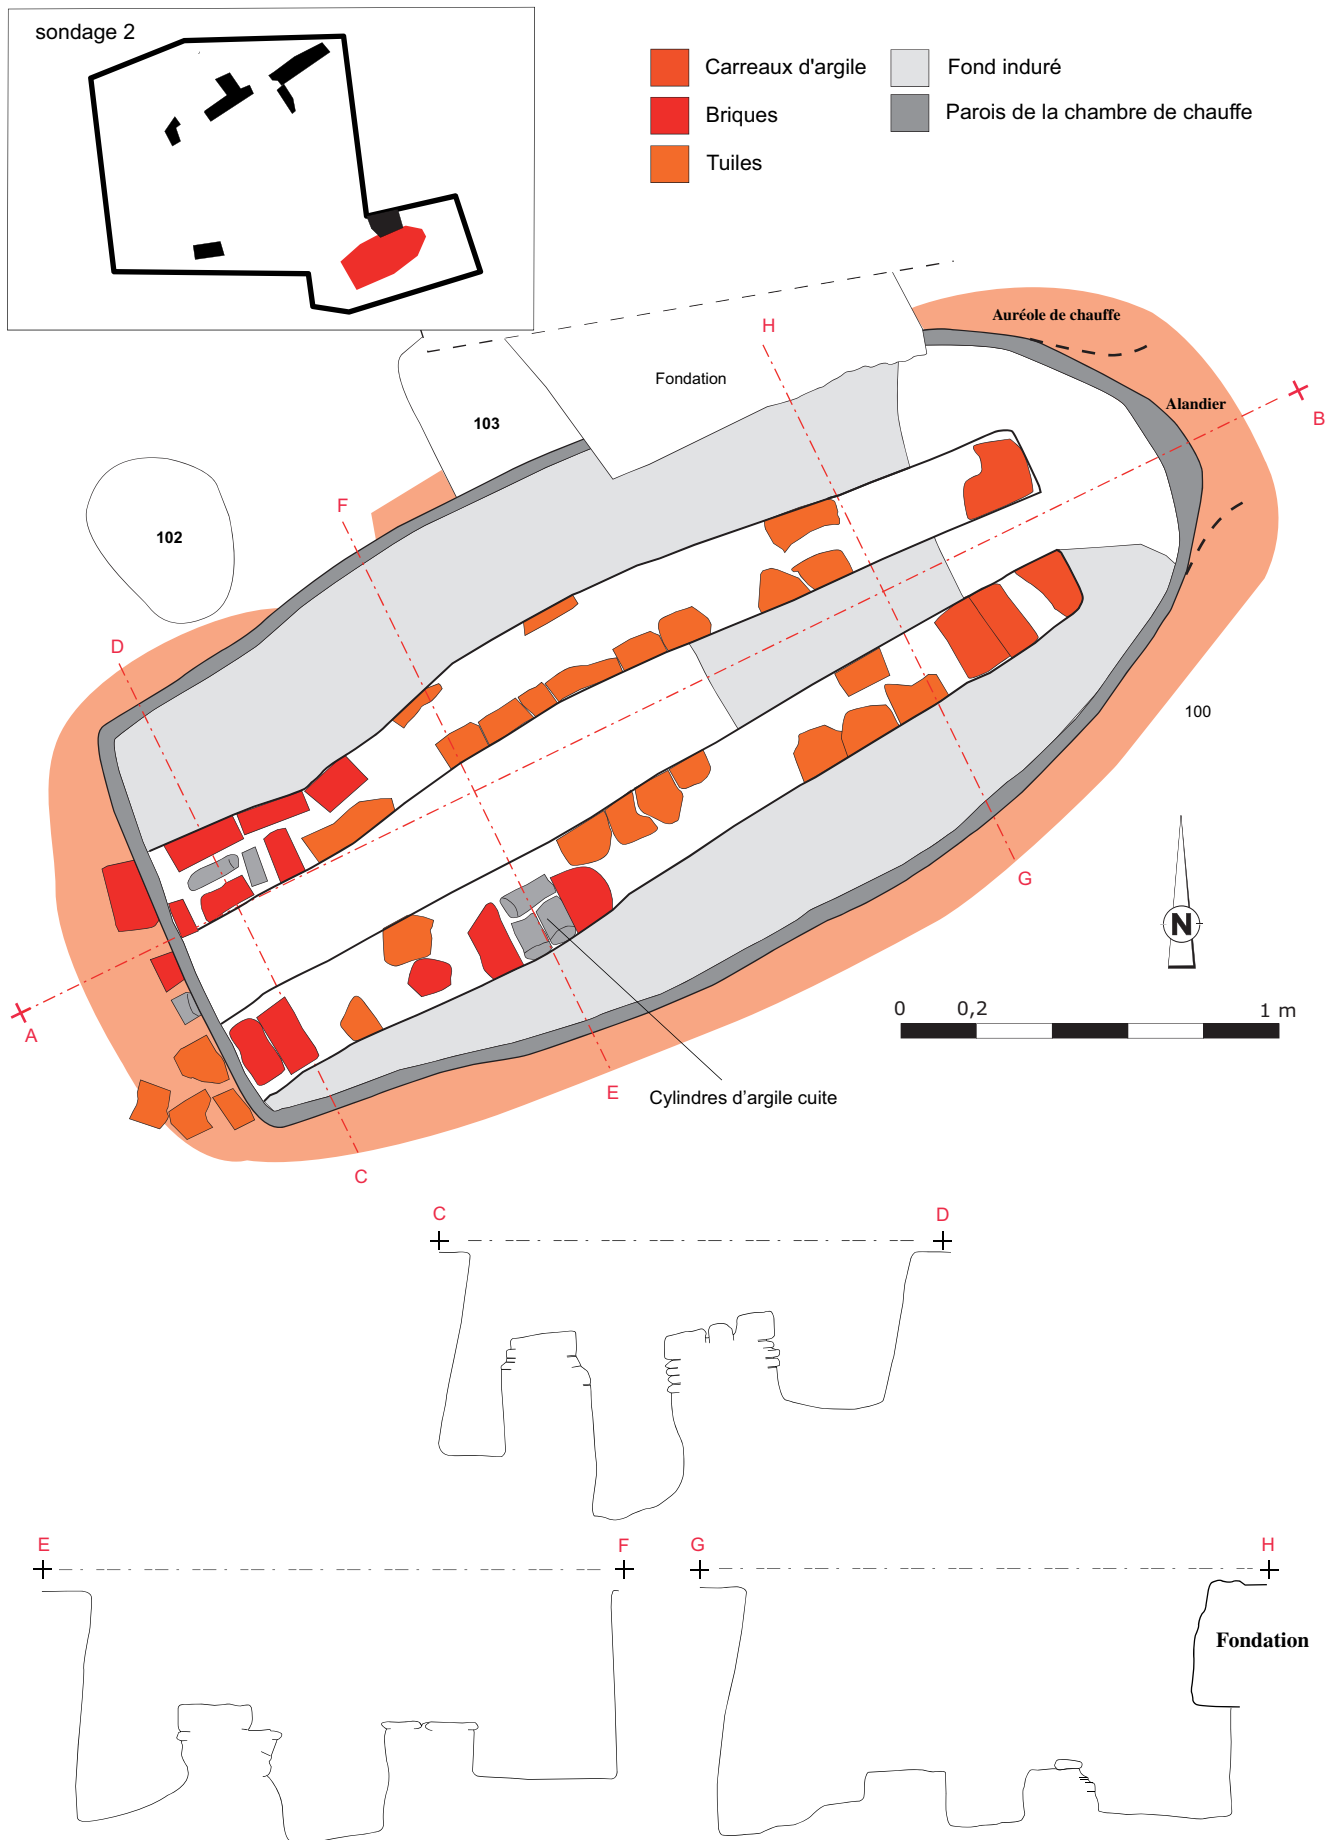 sondage 2
Carreaux d'argile
Briques
Tuiles
Fond induré
Parois de la chambre de chauffe
Auréole de chauffe
Alandier
H
B
Fondation
103
F
102
D
100
G
N
A
0 0,2 1 m
E
Cylindres d'argile cuite
C
C D
E F
G H
Fondation